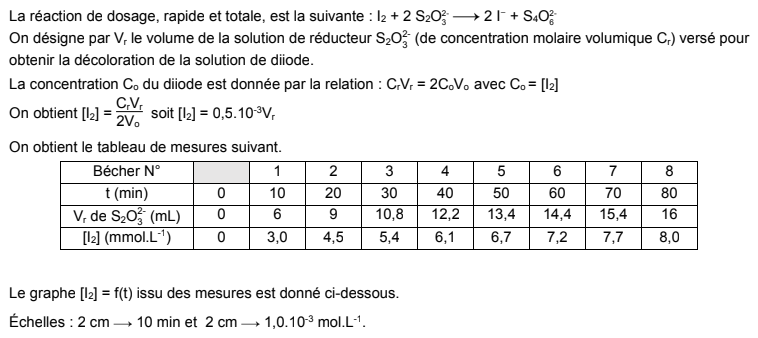 La réaction de dosage, rapide et totale, est la suivante : I₂ + 2 S₂O₃²⁻ ⟶ 2 I⁻ + S₄O₆²⁻
On désigne par Vᵣ le volume de la solution de réducteur S₂O₃²⁻ (de concentration molaire volumique Cᵣ) versé pour
obtenir la décoloration de la solution de diiode.
La concentration Cₒ du diiode est donnée par la relation : CᵣVᵣ = 2CₒVₒ avec Cₒ = [I₂]
On obtient [I₂] = CᵣVᵣ/2Vₒ soit [I₂] = 0,5.10⁻³Vᵣ
On obtient le tableau de mesures suivant.
Bécher N° 1 2 3 4 5 6 7 8
t (min) 0 10 20 30 40 50 60 70 80
Vᵣ de S₂O₃²⁻ (mL) 0 6 9 10,8 12,2 13,4 14,4 15,4 16
[I₂] (mmol.L⁻¹) 0 3,0 4,5 5,4 6,1 6,7 7,2 7,7 8,0
Le graphe [I₂] = f(t) issu des mesures est donné ci-dessous.
Échelles : 2 cm ⟶ 10 min et 2 cm ⟶ 1,0.10⁻³ mol.L⁻¹.